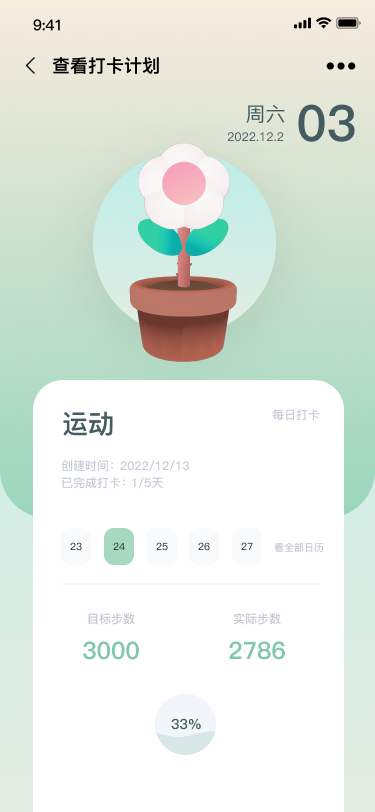 9:41
查看打卡计划
周六
2022.12.2
03
运动
每日打卡
创建时间：2022/12/13
已完成打卡：1/5天
23 24 25 26 27 看全部日历
目标步数 实际步数
3000 2786
33%